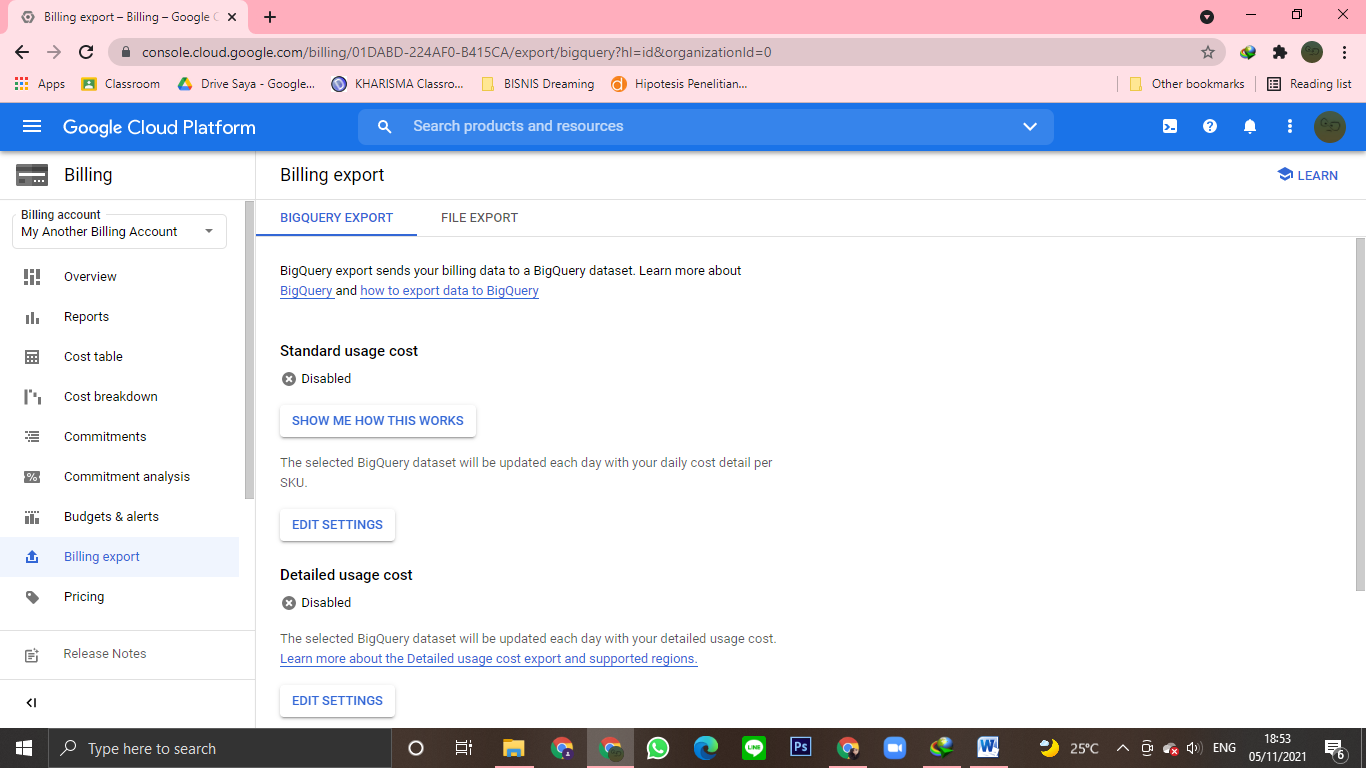 Billing export – Billing – Google C
console.cloud.google.com/billing/01DABD-224AF0-B415CA/export/bigquery?hl=id&organizationId=0
Apps
Classroom
Drive Saya - Google...
KHARISMA Classro...
BISNIS Dreaming
Hipotesis Penelitian...
Other bookmarks
Reading list
Google Cloud Platform
Search products and resources
Billing
Billing export
LEARN
Billing account
My Another Billing Account
BIGQUERY EXPORT
FILE EXPORT
Overview
Reports
Cost table
Cost breakdown
Commitments
Commitment analysis
Budgets & alerts
Billing export
Pricing
Release Notes
BigQuery export sends your billing data to a BigQuery dataset. Learn more about
BigQuery and how to export data to BigQuery
Standard usage cost
Disabled
SHOW ME HOW THIS WORKS
The selected BigQuery dataset will be updated each day with your daily cost detail per
SKU.
EDIT SETTINGS
Detailed usage cost
Disabled
The selected BigQuery dataset will be updated each day with your detailed usage cost.
Learn more about the Detailed usage cost export and supported regions.
EDIT SETTINGS
Type here to search
LINE
Ps
W
25°C
ENG
18:53
05/11/2021
6